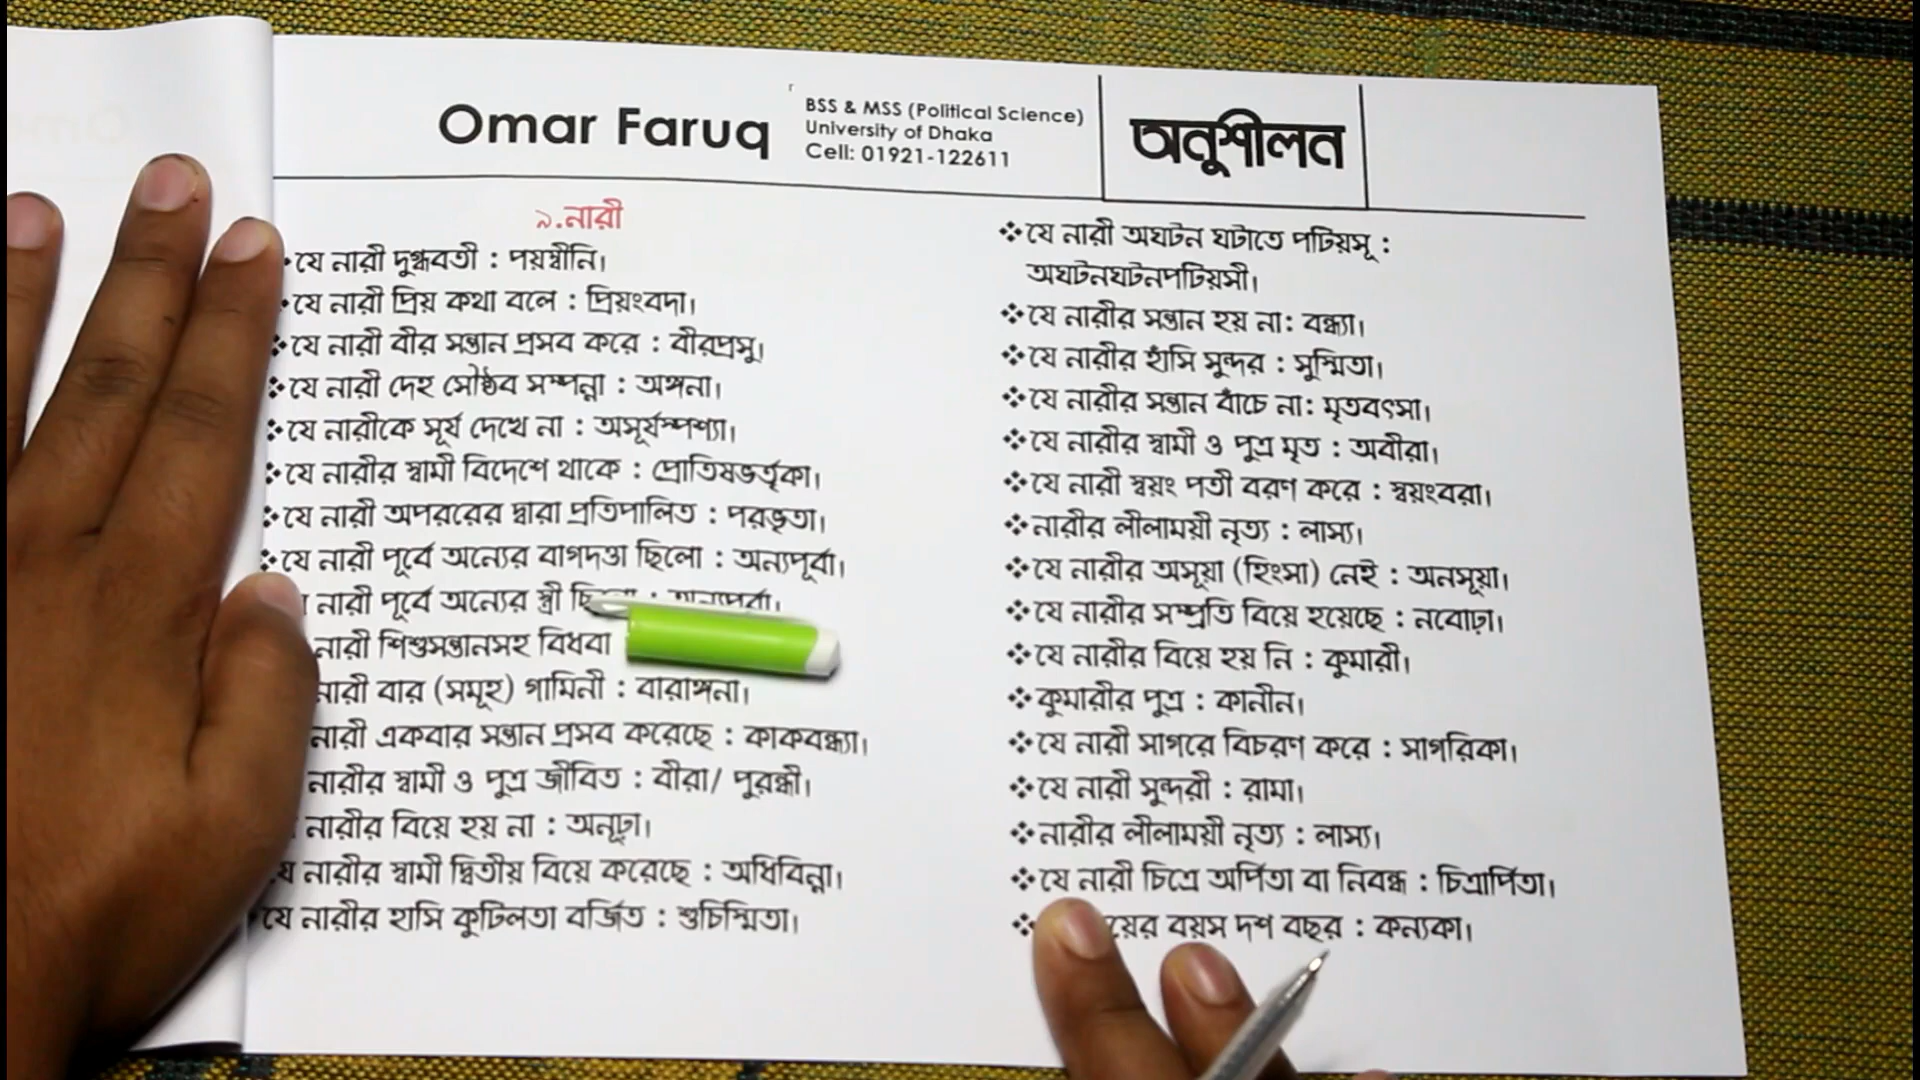 Omar Faruq
BSS & MSS (Political Science)
University of Dhaka
Cell: 01921-122611
অনুশীলন
৯.নারী
যে নারী দুগ্ধবতী : পয়স্বীনি।
যে নারী প্রিয় কথা বলে : প্রিয়ংবদা।
❖যে নারী বীর সন্তান প্রসব করে : বীরপ্রসু।
❖যে নারী দেহ সৌষ্ঠব সম্পন্না : অঙ্গনা।
❖যে নারীকে সূর্য দেখে না : অসূর্যম্পশ্যা।
❖যে নারীর স্বামী বিদেশে থাকে : প্রোতিষভর্তৃকা।
❖যে নারী অপররের দ্বারা প্রতিপালিত : পরভৃতা।
❖যে নারী পূর্বে অন্যের বাগদত্তা ছিলো : অন্যপূর্বা।
নারী পূর্বে অন্যের স্ত্রী
নারী শিশুসন্তানসহ বিধবা
নারী বার (সমূহ) গামিনী : বারাঙ্গনা।
নারী একবার সন্তান প্রসব করেছে : কাকবন্ধ্যা।
নারীর স্বামী ও পুত্র জীবিত : বীরা/ পুরন্ধ্রী।
নারীর বিয়ে হয় না : অনূঢ়া।
যে নারীর স্বামী দ্বিতীয় বিয়ে করেছে : অধিবিন্না।
যে নারীর হাসি কুটিলতা বর্জিত : শুচিস্মিতা।
❖যে নারী অঘটন ঘটাতে পটিয়সূ :
অঘটনঘটনপটিয়সী।
❖যে নারীর সন্তান হয় না: বন্ধ্যা।
❖যে নারীর হাঁসি সুন্দর : সুস্মিতা।
❖যে নারীর সন্তান বাঁচে না: মৃতবৎসা।
❖যে নারীর স্বামী ও পুত্র মৃত : অবীরা।
❖যে নারী স্বয়ং পতী বরণ করে : স্বয়ংবরা।
❖নারীর লীলাময়ী নৃত্য : লাস্য।
❖যে নারীর অসূয়া (হিংসা) নেই : অনসূয়া।
❖যে নারীর সম্প্রতি বিয়ে হয়েছে : নবোঢ়া।
❖যে নারীর বিয়ে হয় নি : কুমারী।
❖কুমারীর পুত্র : কানীন।
❖যে নারী সাগরে বিচরণ করে : সাগরিকা।
❖যে নারী সুন্দরী : রামা।
❖নারীর লীলাময়ী নৃত্য : লাস্য।
❖যে নারী চিত্রে অর্পিতা বা নিবন্ধ : চিত্রার্পিতা।
❖ বয়স দশ বছর : কন্যকা।